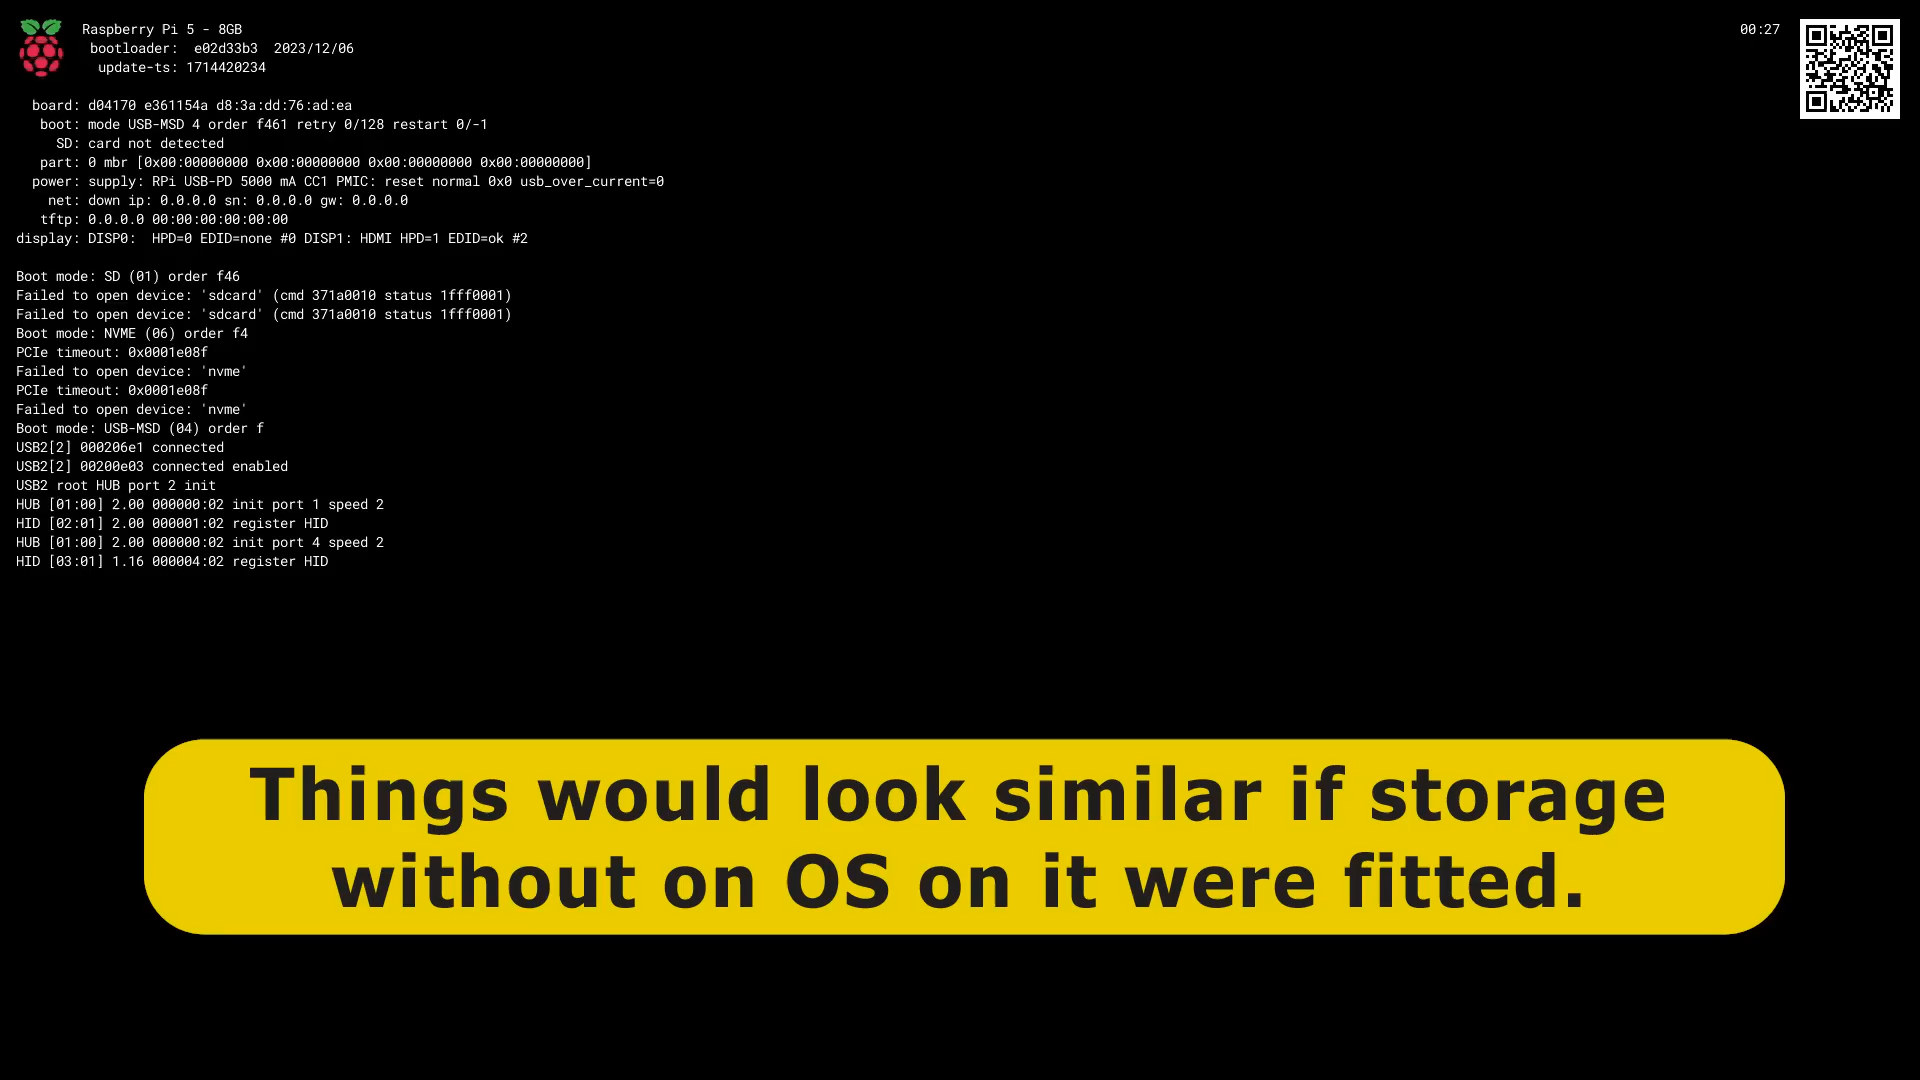 Raspberry Pi 5 - 8GB
bootloader: e02d33b3 2023/12/06
update-ts: 1714420234
00:27
board: d04170 e361154a d8:3a:dd:76:ad:ea
boot: mode USB-MSD 4 order f461 retry 0/128 restart 0/-1
SD: card not detected
part: 0 mbr [0x00:00000000 0x00:00000000 0x00:00000000 0x00:00000000]
power: supply: RPi USB-PD 5000 mA CC1 PMIC: reset normal 0x0 usb_over_current=0
net: down ip: 0.0.0.0 sn: 0.0.0.0 gw: 0.0.0.0
tftp: 0.0.0.0 00:00:00:00:00:00
display: DISP0: HPD=0 EDID=none #0 DISP1: HDMI HPD=1 EDID=ok #2
Boot mode: SD (01) order f46
Failed to open device: 'sdcard' (cmd 371a0010 status 1fff0001)
Failed to open device: 'sdcard' (cmd 371a0010 status 1fff0001)
Boot mode: NVME (06) order f4
PCIe timeout: 0x0001e08f
Failed to open device: 'nvme'
PCIe timeout: 0x0001e08f
Failed to open device: 'nvme'
Boot mode: USB-MSD (04) order f
USB2[2] 000206e1 connected
USB2[2] 00200e03 connected enabled
USB2 root HUB port 2 init
HUB [01:00] 2.00 000000:02 init port 1 speed 2
HID [02:01] 2.00 000001:02 register HID
HUB [01:00] 2.00 000000:02 init port 4 speed 2
HID [03:01] 1.16 000004:02 register HID
Things would look similar if storage
without on OS on it were fitted.